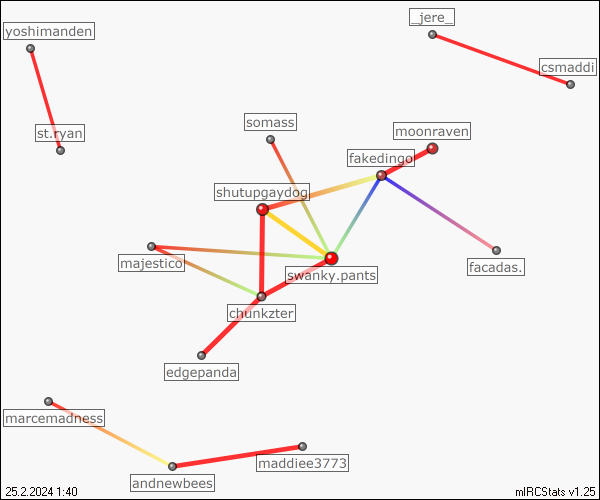 _jere_
yoshimanden
csmaddi
somass
moonraven
st.ryan
fakedingo
shutupgaydog
majestico
facadas.
swanky.pants
chunkzter
edgepanda
marcemadness
maddiee3773
andnewbees
25.2.2024 1:40
mIRCStats v1.25